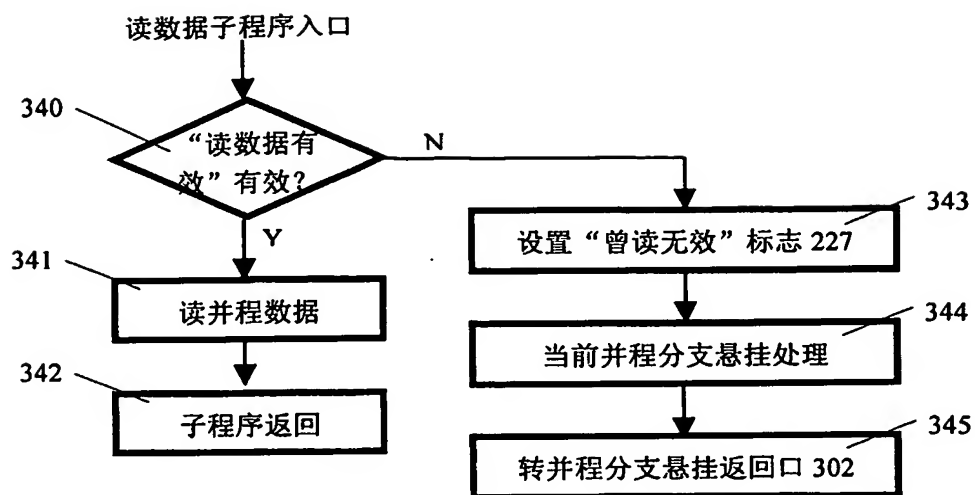 读数据子程序入口
340
“读数据有
效”有效？
N
Y
343
设置“曾读无效”标志 227
341
读并程数据
344
当前并程分支悬挂处理
342
子程序返回
345
转并程分支悬挂返回口 302